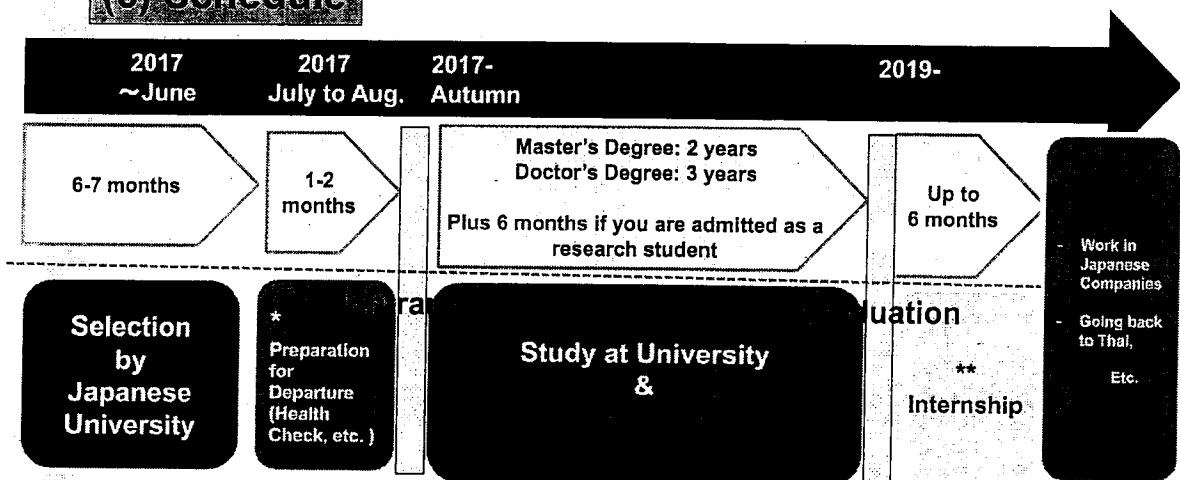 Schedule
2017
~June
2017
July to Aug.
2017-
Autumn
2019-
6-7 months
1-2
months
Master's Degree: 2 years
Doctor's Degree: 3 years
Plus 6 months if you are admitted as a
research student
Up to
6 months
- Work in
Japanese
Companies
- Going back
to Thai,
Etc.
Selection
by
Japanese
University
*
Preparation
for
Departure
(Health
Check, etc. )
Study at University
&
**
Internship